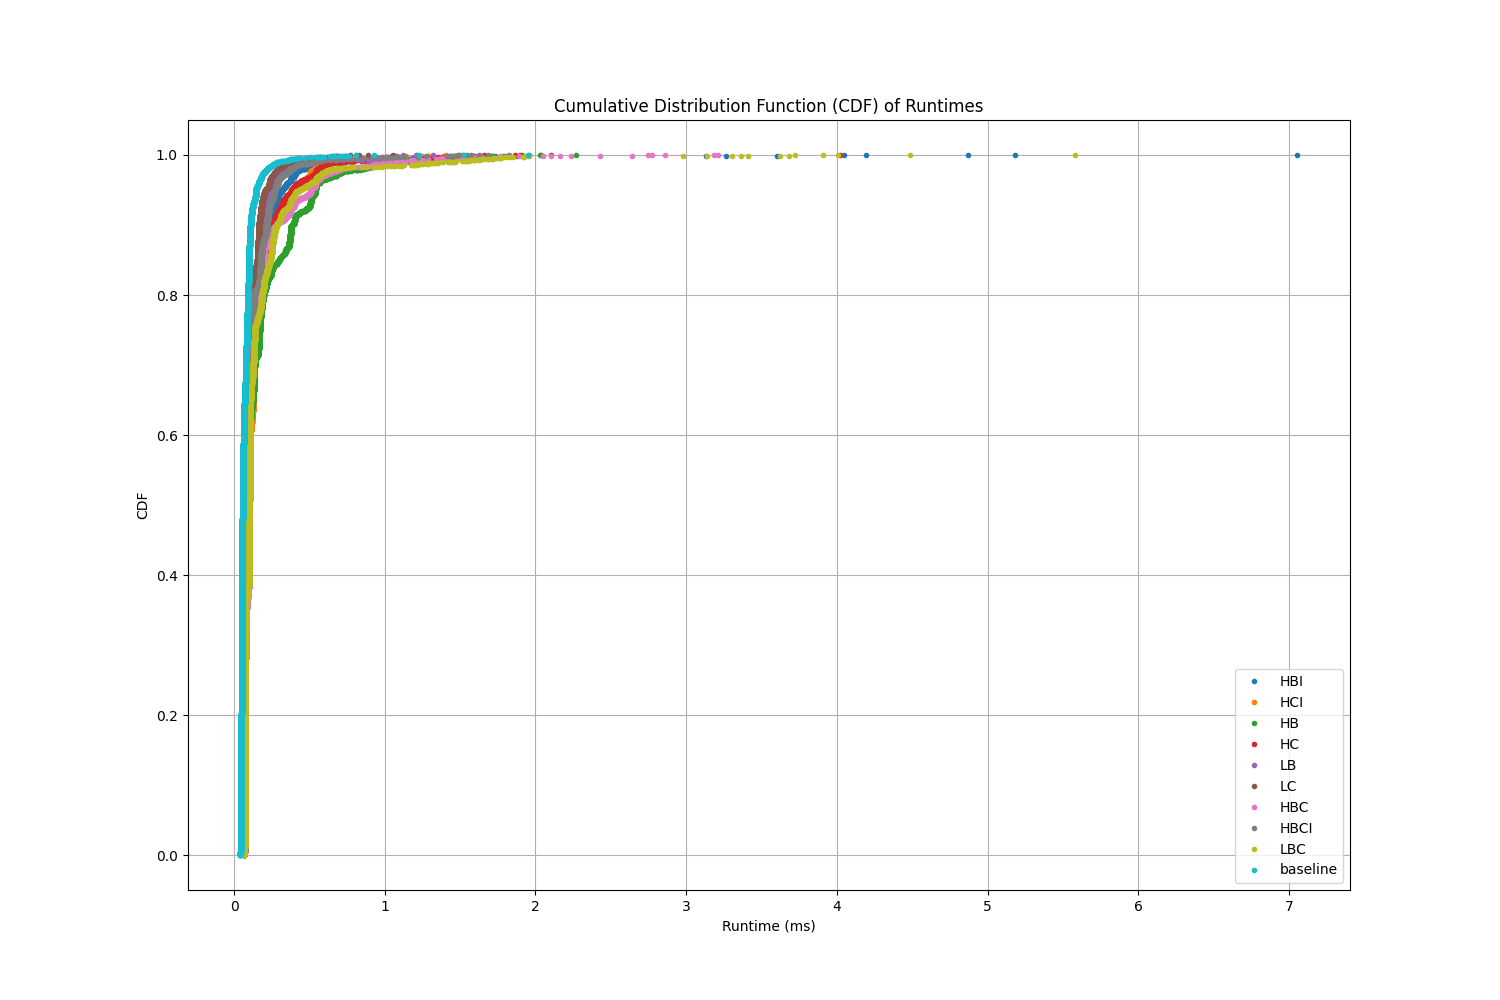 Cumulative Distribution Function (CDF) of Runtimes
1.0
0.8
0.6
0.4
0.2
0.0
CDF
0 1 2 3 4 5 6 7
Runtime (ms)
HBI
HCI
HB
HC
LB
LC
HBC
HBCI
LBC
baseline